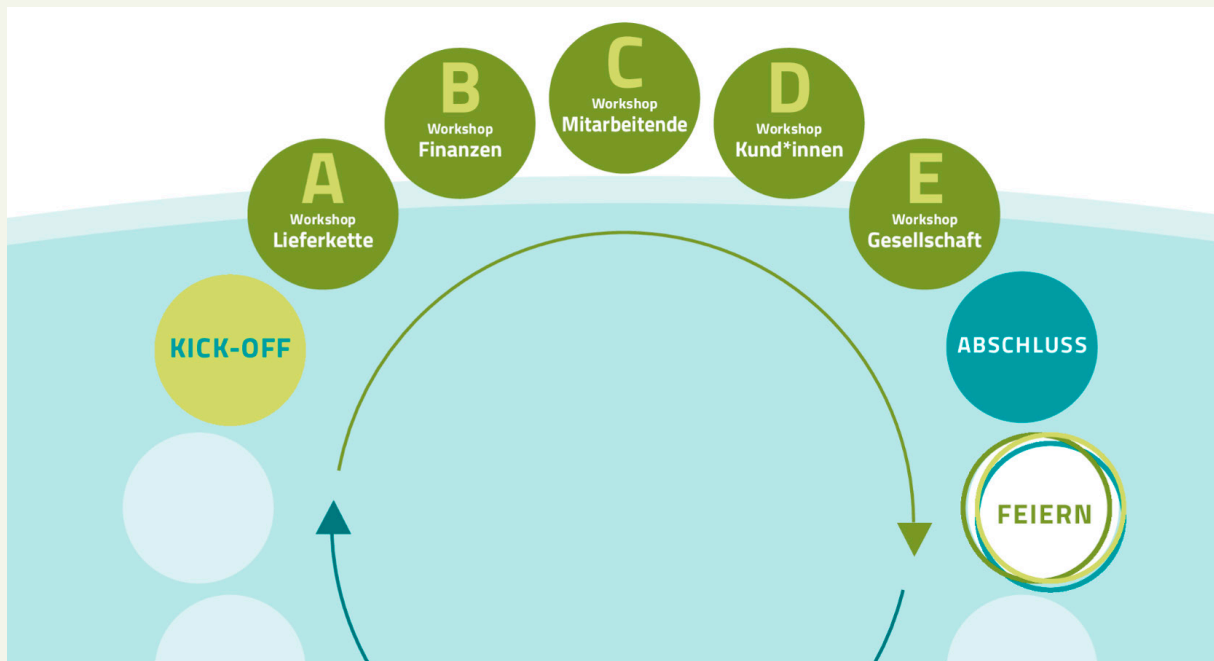 KICK-OFF
A
Workshop
Lieferkette
B
Workshop
Finanzen
C
Workshop
Mitarbeitende
D
Workshop
Kund*innen
E
Workshop
Gesellschaft
ABSCHLUSS
FEIERN